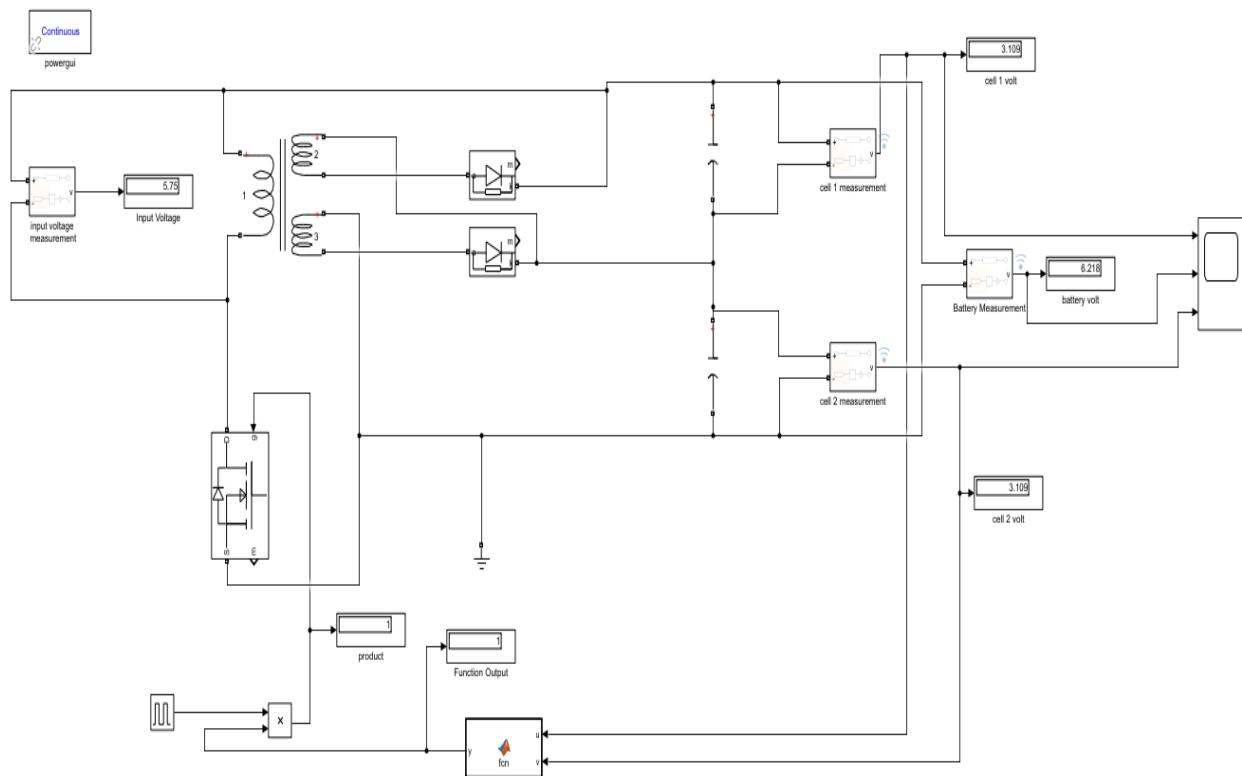 Continuous
powergui
3.109
cell 1 volt
+
-
v
cell 1 measurement
+
-
v
input voltage
measurement
5.75
Input Voltage
+
1
+
2
+
3
m
a
k
m
k
+
+
-
v
Battery Measurement
6.218
battery volt
+
+
-
v
cell 2 measurement
D
g
S
m
3.109
cell 2 volt
1
product
1
Function Output
×
y
fcn
u
v